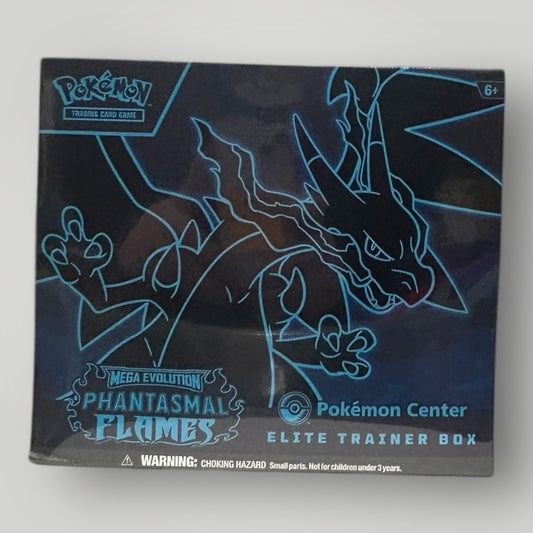 POKÉMON
TRADING CARD GAME
6+
MEGA EVOLUTION
PHANTASMAL
FLAMES
Pokémon Center
ELITE TRAINER BOX
WARNING: CHOKING HAZARD Small parts. Not for children under 3 years.